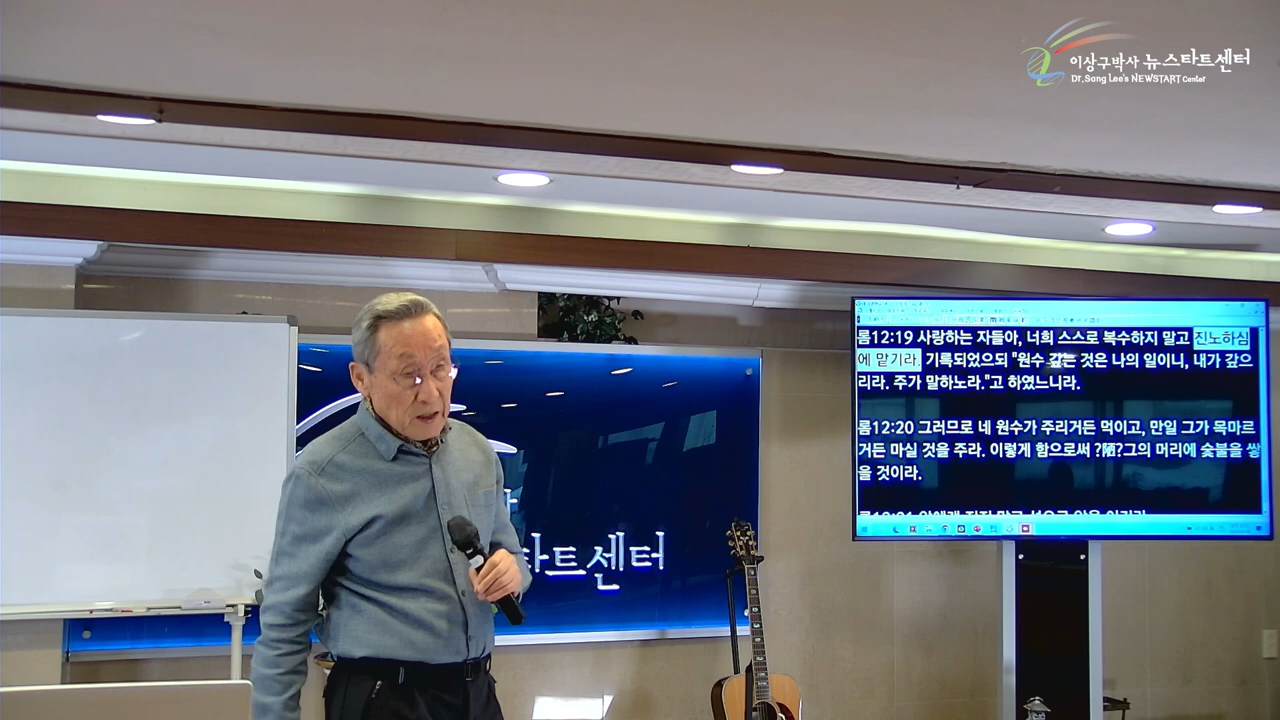 이상구박사 뉴스타트센터
Dr. Sang Lee's NEWSTART Center
타트센터
롬12:19 사랑하는 자들아, 너희 스스로 복수하지 말고 진노하심
에 맡기라. 기록되었으되 "원수 갚는 것은 나의 일이니, 내가 갚으
리라. 주가 말하노라."고 하였느니라.
롬12:20 그러므로 네 원수가 주리거든 먹이고, 만일 그가 목마르
거든 마실 것을 주라. 이렇게 함으로써 ?陋?그의 머리에 숯불을 쌓
을 것이라.